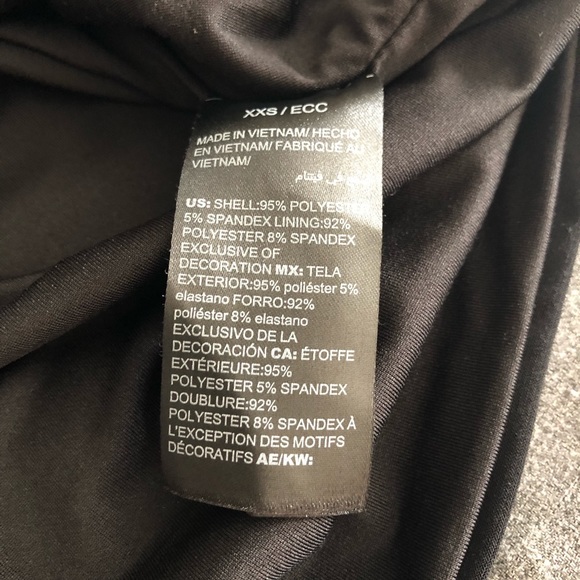 XXS / ECC
MADE IN VIETNAM/ HECHO
EN VIETNAM/ FABRIQUÉ AU
VIETNAM/
في فيتنام
US: SHELL:95% POLYESTER
5% SPANDEX LINING:92%
POLYESTER 8% SPANDEX
EXCLUSIVE OF
DECORATION MX: TELA
EXTERIOR:95% poliéster 5%
elastano FORRO:92%
poliéster 8% elastano
EXCLUSIVO DE LA
DECORACIÓN CA: ÉTOFFE
EXTÉRIEURE:95%
POLYESTER 5% SPANDEX
DOUBLURE:92%
POLYESTER 8% SPANDEX À
L'EXCEPTION DES MOTIFS
DÉCORATIFS AE/KW: